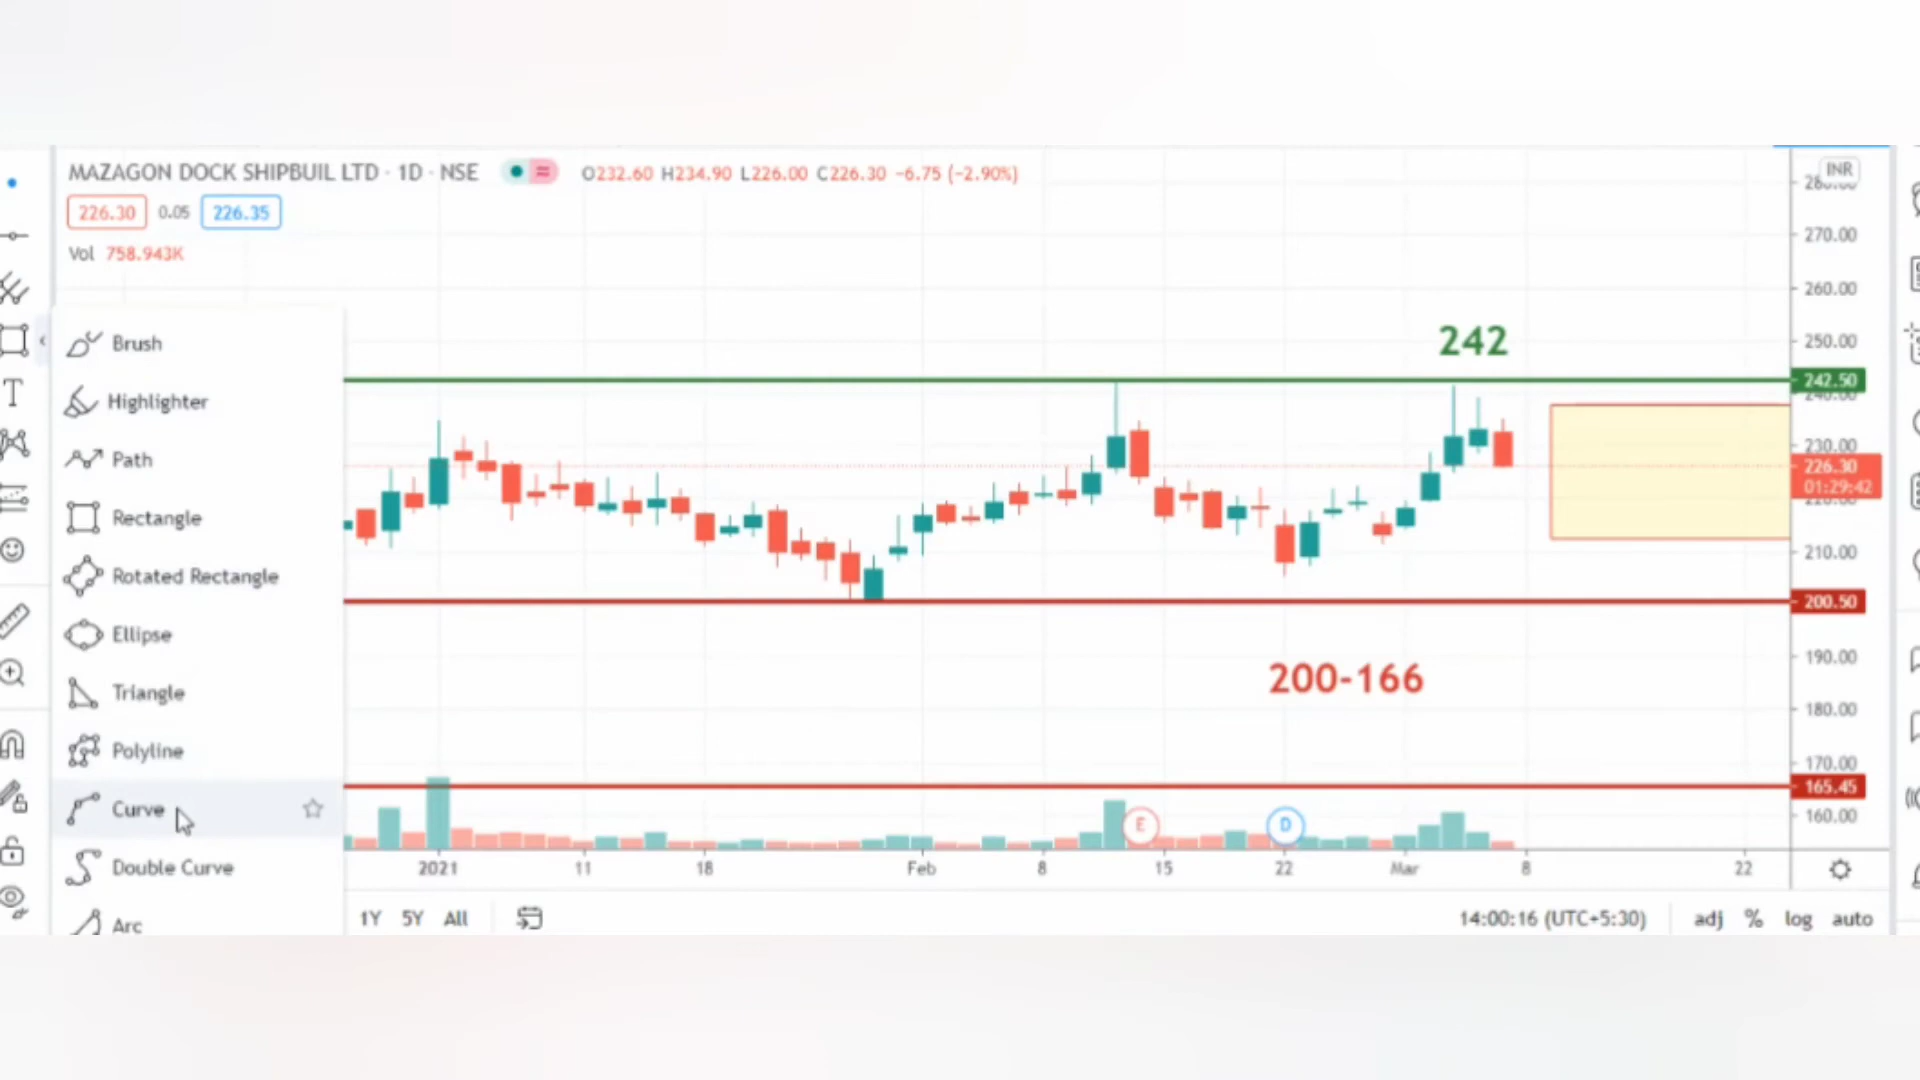 MAZAGON DOCK SHIPBUIL LTD · 1D · NSE O232.60 H234.90 L226.00 C226.30 −6.75 (−2.90%)
INR
226.30 0.05 226.35
Vol 758.943K
270.00
260.00
250.00
242
242.50
240.00
230.00
226.30
01:29:42
220.00
210.00
200.50
190.00
200-166
180.00
170.00
165.45
160.00
Brush
Highlighter
Path
Rectangle
Rotated Rectangle
Ellipse
Triangle
Polyline
Curve
Double Curve
Arc
T
E
D
2021 11 18 Feb 8 15 22 Mar 8 22
1Y 5Y All
14:00:16 (UTC+5:30) adj % log auto